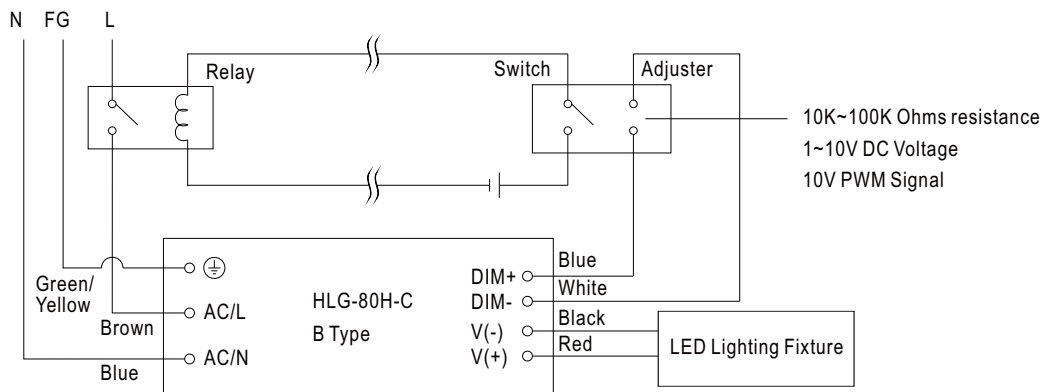 N FG L
Relay
Switch
Adjuster
10K~100K Ohms resistance
1~10V DC Voltage
10V PWM Signal
Green/
Yellow
Brown
Blue
AC/L
AC/N
HLG-80H-C
B Type
DIM+
DIM-
V(-)
V(+)
Blue
White
Black
Red
LED Lighting Fixture